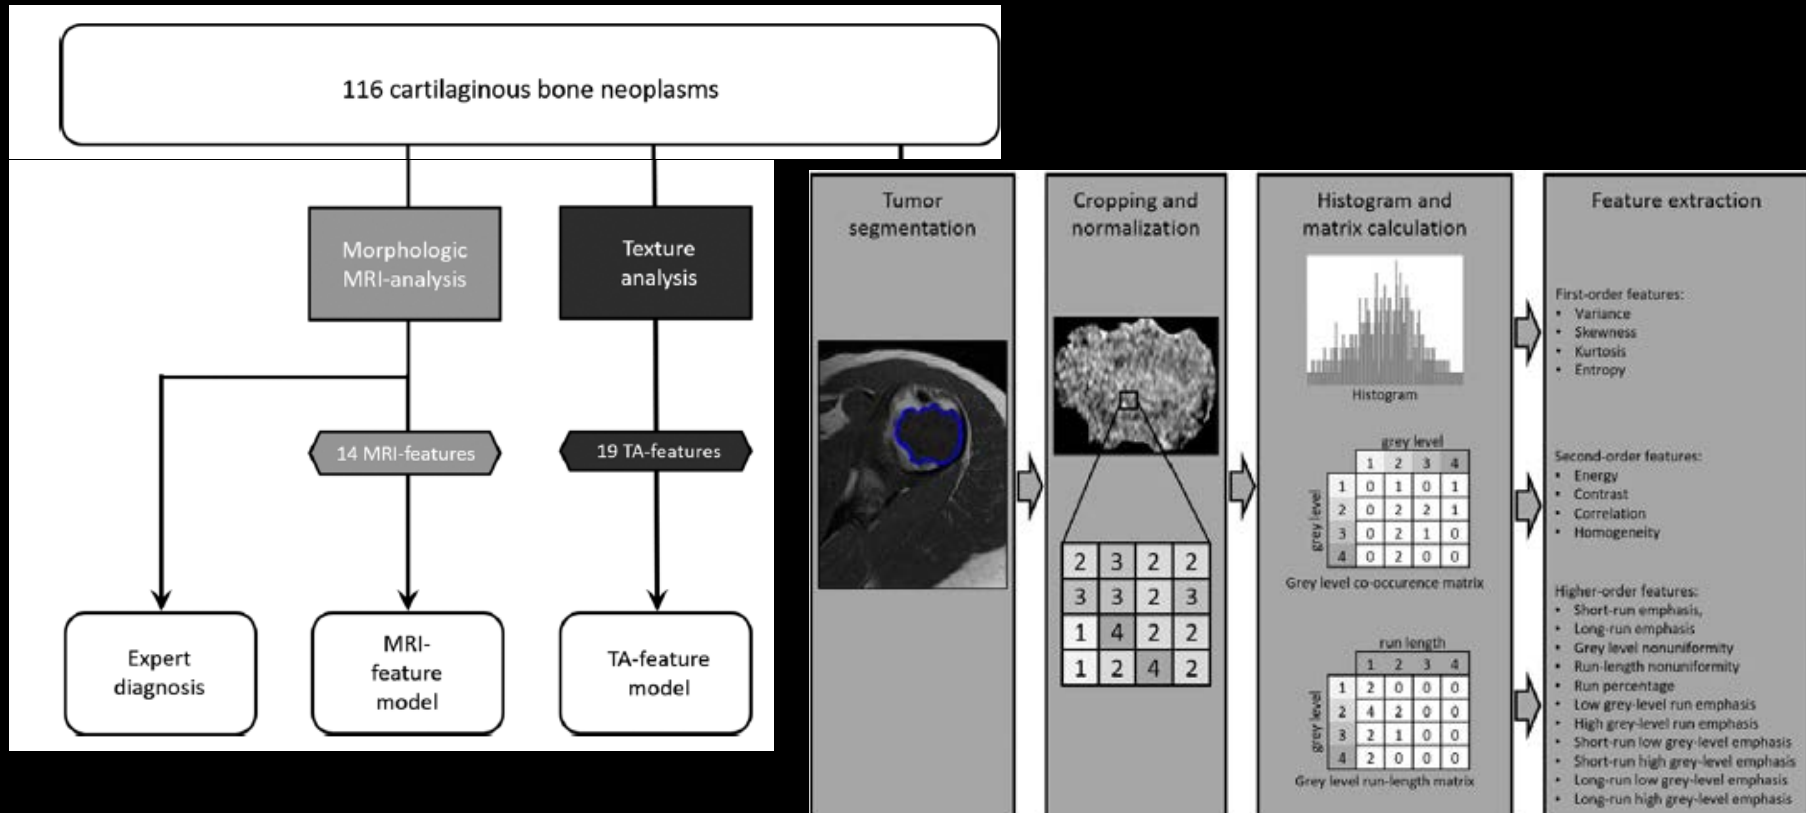 116 cartilaginous bone neoplasms
Morphologic
MRI-analysis
Texture
analysis
14 MRI-features
19 TA-features
Expert
diagnosis
MRI-
feature
model
TA-feature
model
Tumor
segmentation
Cropping and
normalization
2 3 2 2
3 3 2 3
1 4 2 2
1 2 4 2
Histogram and
matrix calculation
Histogram
grey level
1 2 3 4
grey level
1 0 1 0 1
2 0 2 2 1
3 0 2 1 0
4 0 2 0 0
Grey level co-occurence matrix
run length
1 2 3 4
grey level
1 2 0 0 0
2 4 2 0 0
3 2 1 0 0
4 2 0 0 0
Grey level run-length matrix
Feature extraction
First-order features:
• Variance
• Skewness
• Kurtosis
• Entropy
Second-order features:
• Energy
• Contrast
• Correlation
• Homogeneity
Higher-order features:
• Short-run emphasis,
• Long-run emphasis
• Grey level nonuniformity
• Run-length nonuniformity
• Run percentage
• Low grey-level run emphasis
• High grey-level run emphasis
• Short-run low grey-level emphasis
• Short-run high grey-level emphasis
• Long-run low grey-level emphasis
• Long-run high grey-level emphasis